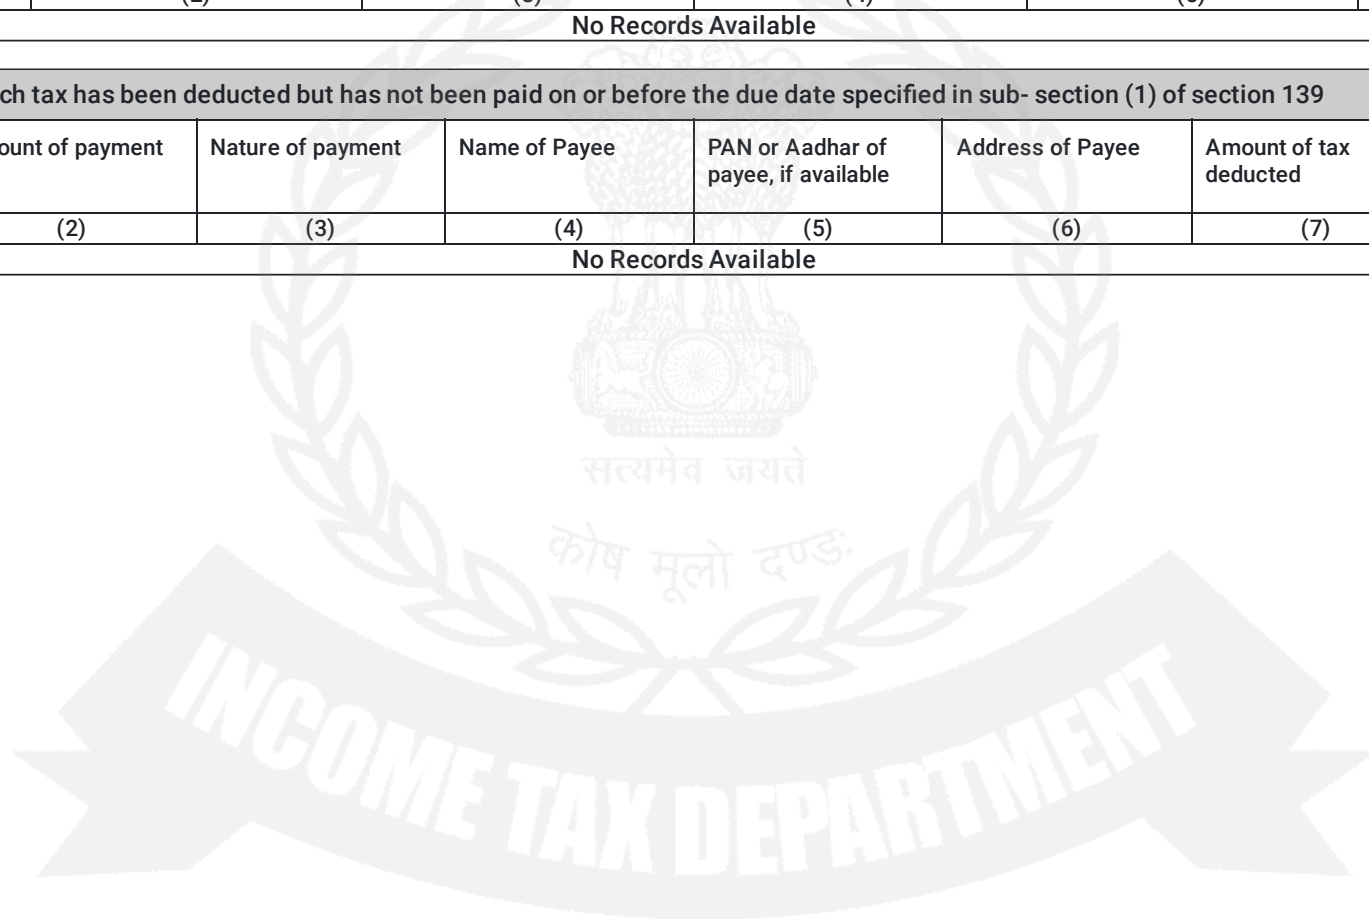 No Records Available
ch tax has been deducted but has not been paid on or before the due date specified in sub- section (1) of section 139
ount of payment Nature of payment Name of Payee PAN or Aadhar of payee, if available Address of Payee Amount of tax deducted
(2) (3) (4) (5) (6) (7)
No Records Available
सत्यमेव जयते
कोष मूलो दण्डः
INCOME TAX DEPARTMENT